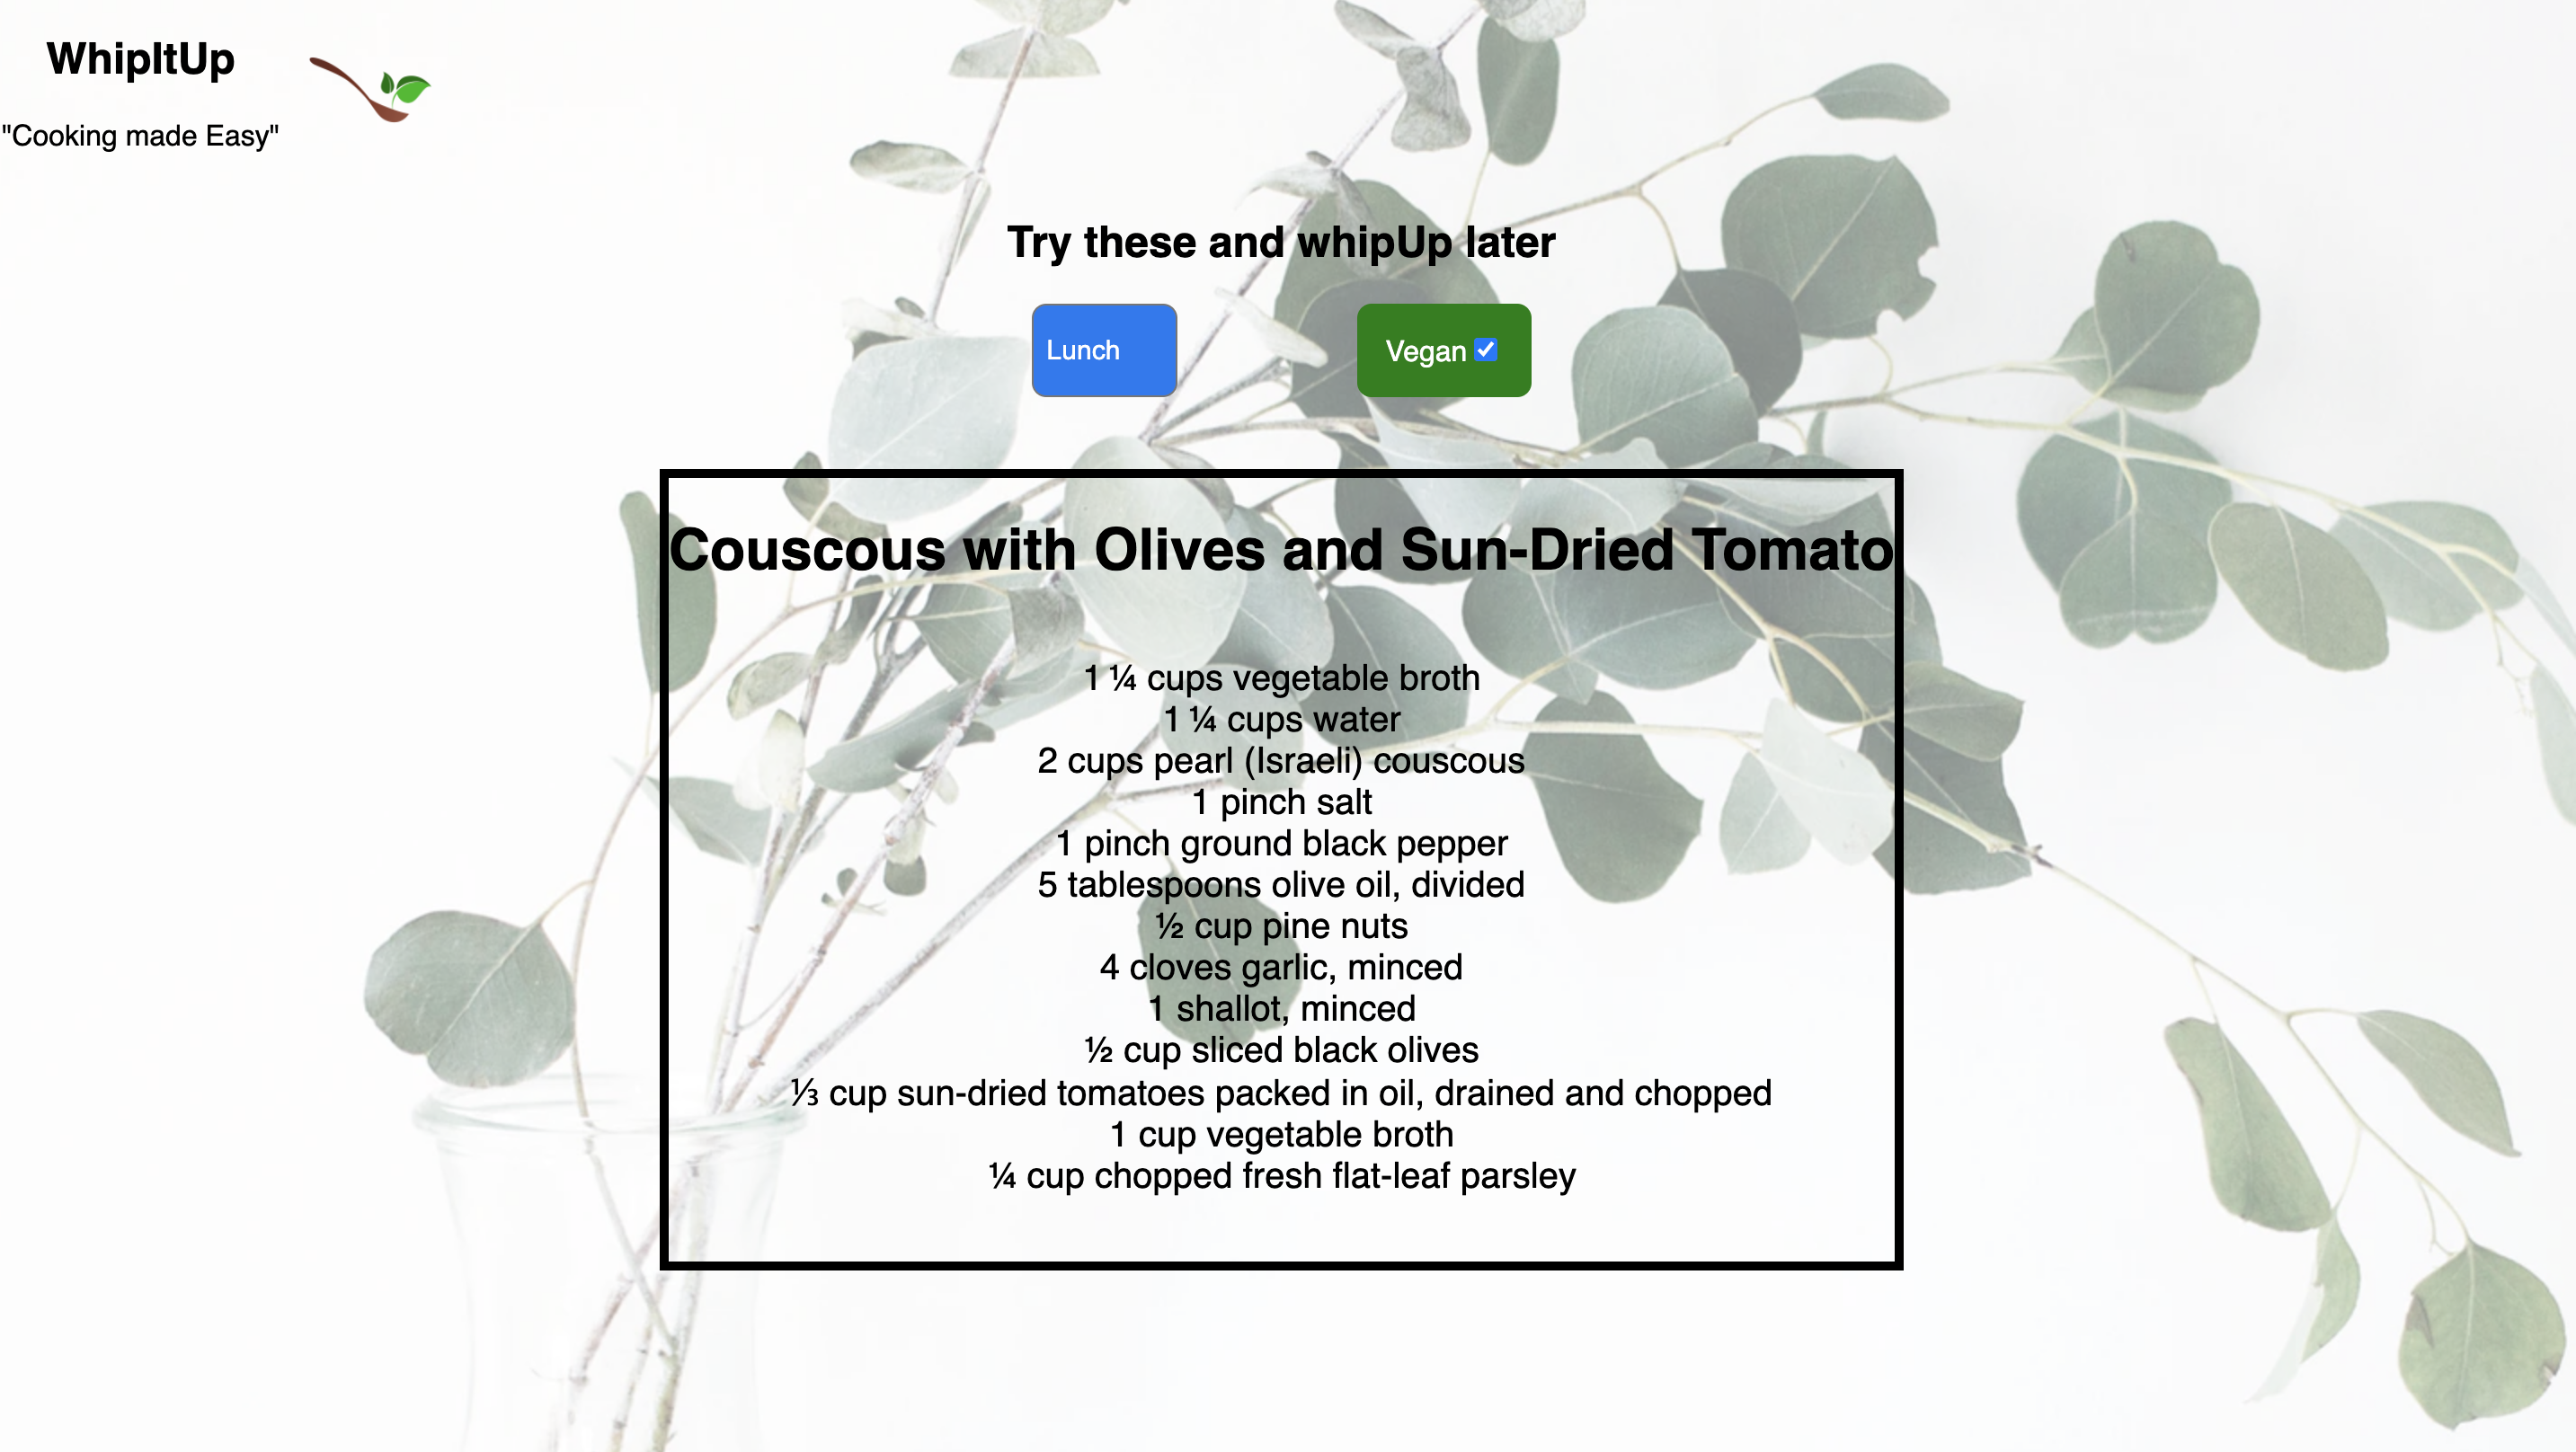 WhipItUp
"Cooking made Easy"
Try these and whipUp later
Lunch
Vegan
Couscous with Olives and Sun-Dried Tomato
1 ¼ cups vegetable broth
1 ¼ cups water
2 cups pearl (Israeli) couscous
1 pinch salt
1 pinch ground black pepper
5 tablespoons olive oil, divided
½ cup pine nuts
4 cloves garlic, minced
1 shallot, minced
½ cup sliced black olives
⅓ cup sun-dried tomatoes packed in oil, drained and chopped
1 cup vegetable broth
¼ cup chopped fresh flat-leaf parsley